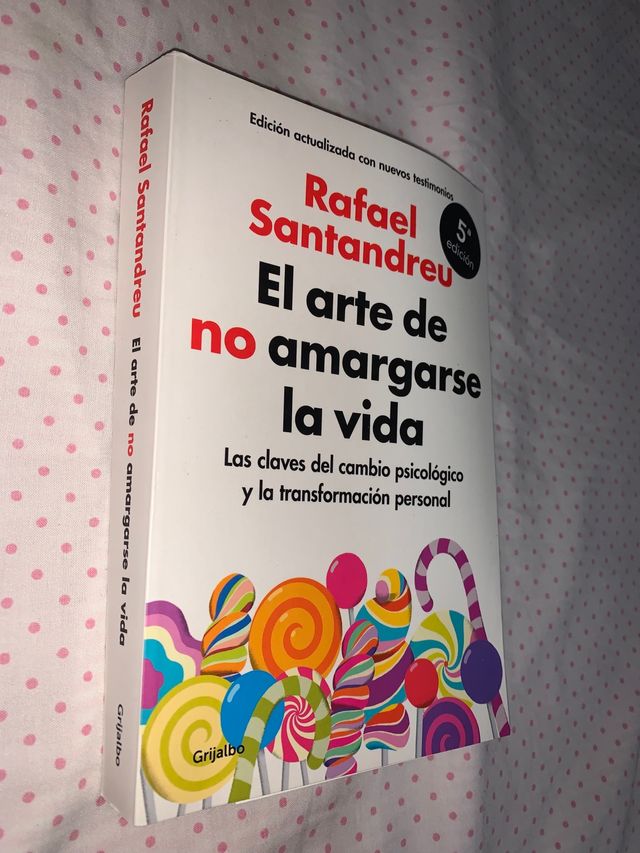 Rafael Santandreu El arte de no amargarse la vida Grijalbo
Edición actualizada con nuevos testimonios
Rafael
Santandreu
5ª
edición
El arte de
no amargarse
la vida
Las claves del cambio psicológico
y la transformación personal
Grijalbo